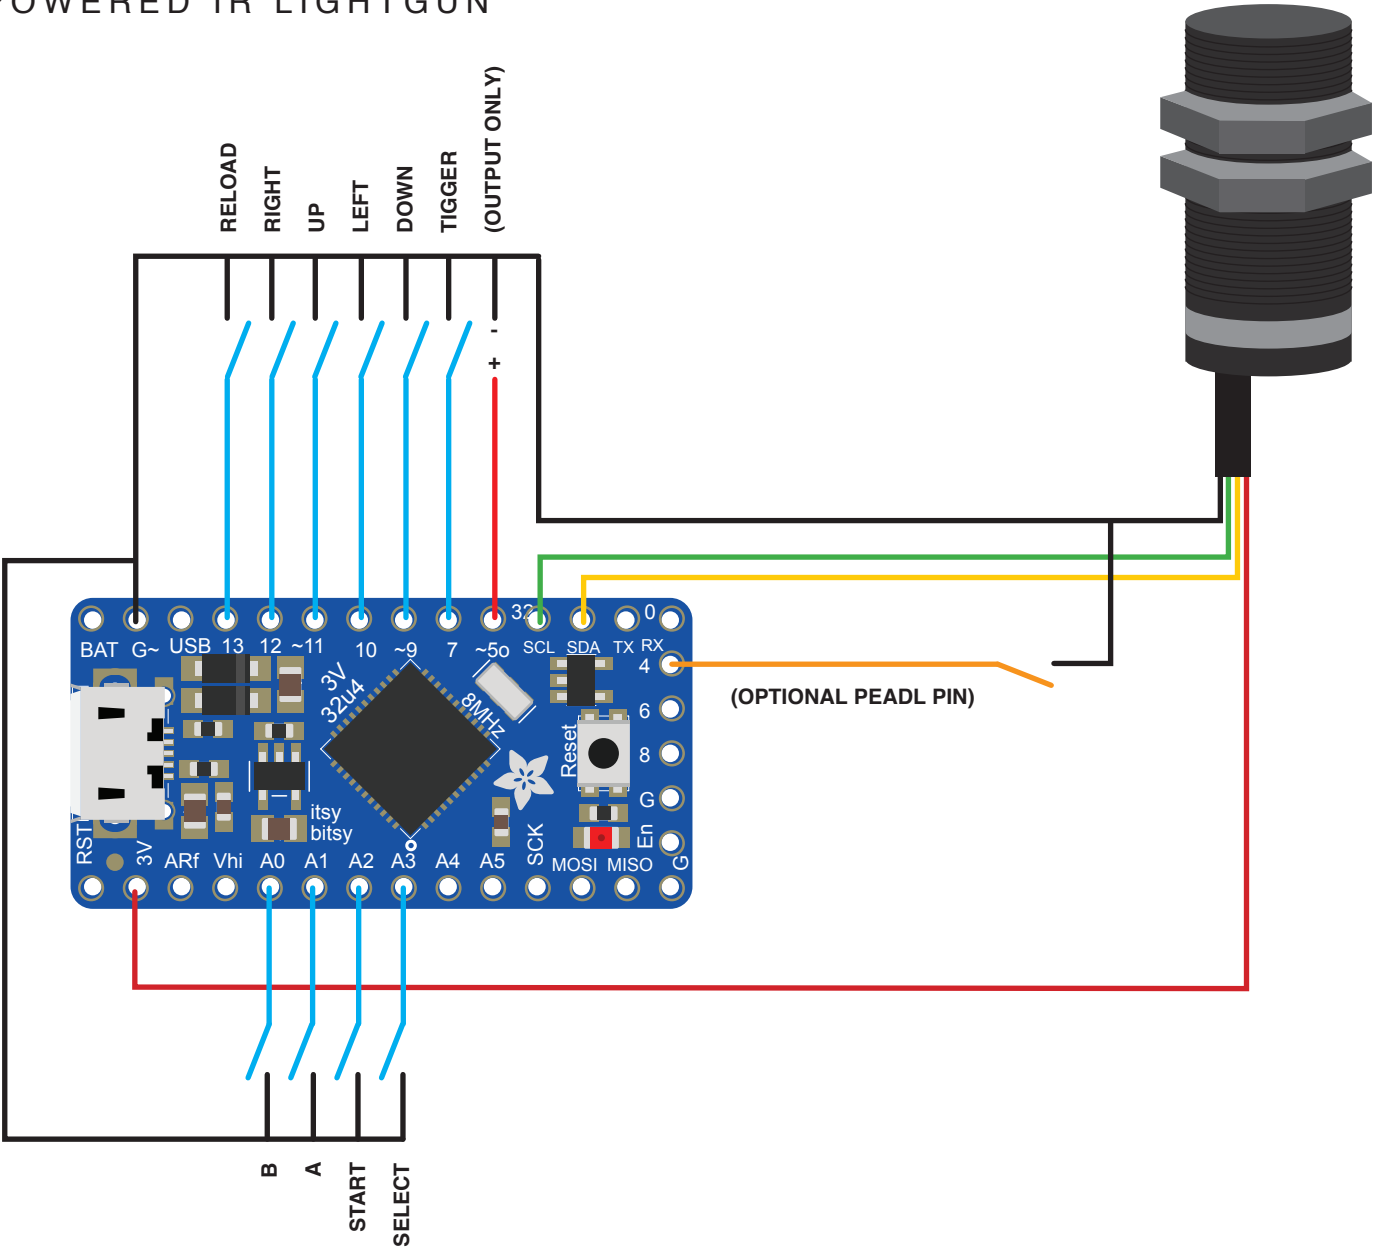 POWERED IR LIGHTGUN
RELOAD
RIGHT
UP
LEFT
DOWN
TIGGER
(OUTPUT ONLY)
-
+
BAT G~ USB 13 12 ~11 10 ~9 7 ~5o 32 SCL SDA TX RX 0
4
6
8
G
En
G
(OPTIONAL PEADL PIN)
3V
32u4
8MHz
Reset
itsy
bitsy
RST 3V ARf Vhi A0 A1 A2 A3 A4 A5 SCK MOSI MISO
B
A
START
SELECT